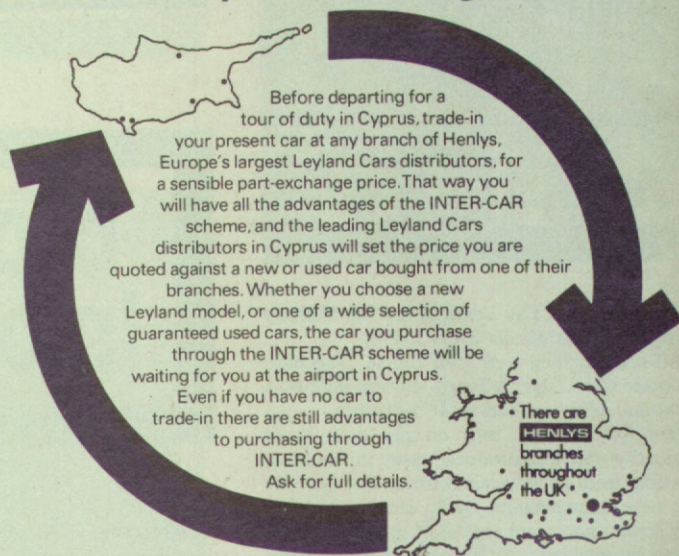 Before departing for a
tour of duty in Cyprus, trade-in
your present car at any branch of Henlys,
Europe's largest Leyland Cars distributors, for
a sensible part-exchange price. That way you
will have all the advantages of the INTER-CAR
scheme, and the leading Leyland Cars
distributors in Cyprus will set the price you are
quoted against a new or used car bought from one of their
branches. Whether you choose a new
Leyland model, or one of a wide selection of
guaranteed used cars, the car you purchase
through the INTER-CAR scheme will be
waiting for you at the airport in Cyprus.
Even if you have no car to
trade-in there are still advantages
to purchasing through
INTER-CAR.
Ask for full details.
There are
HENLYS
branches
throughout
the UK